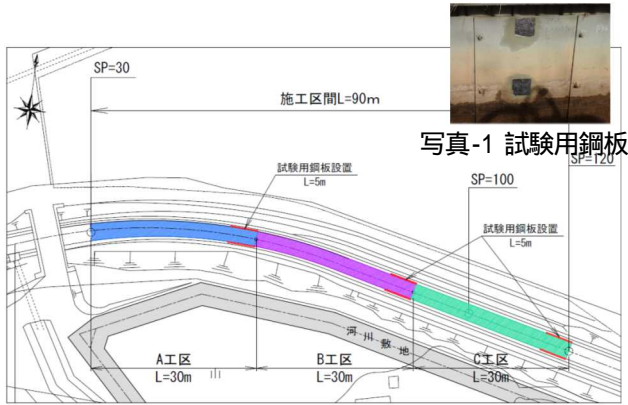 SP=30
施工区間L=90m
写真-1 試験用鋼板
SP=120
試験用鋼板設置
L=5m
SP=100
試験用鋼板設置
L=5m
河川敷地
A工区
L=30m
山
B工区
L=30m
C工区
L=30m